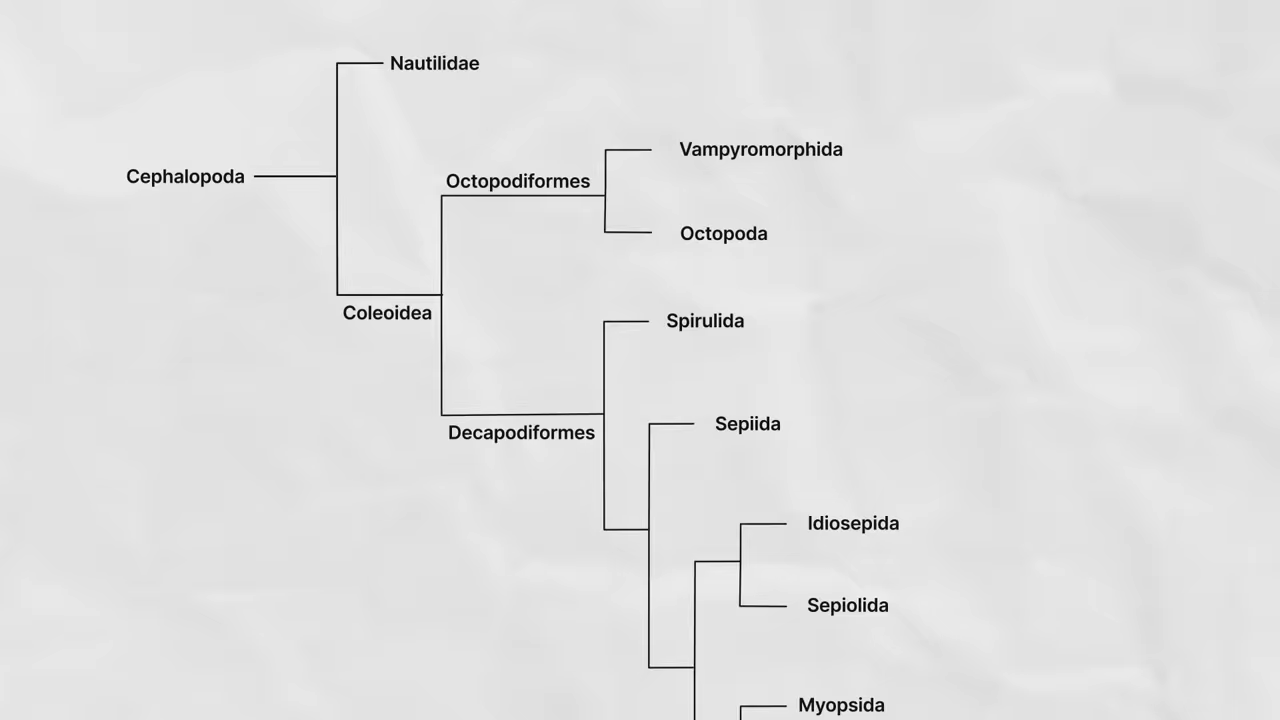 Nautilidae
Vampyromorphida
Cephalopoda
Octopodiformes
Octopoda
Coleoidea
Spirulida
Sepiida
Decapodiformes
Idiosepida
Sepiolida
Myopsida